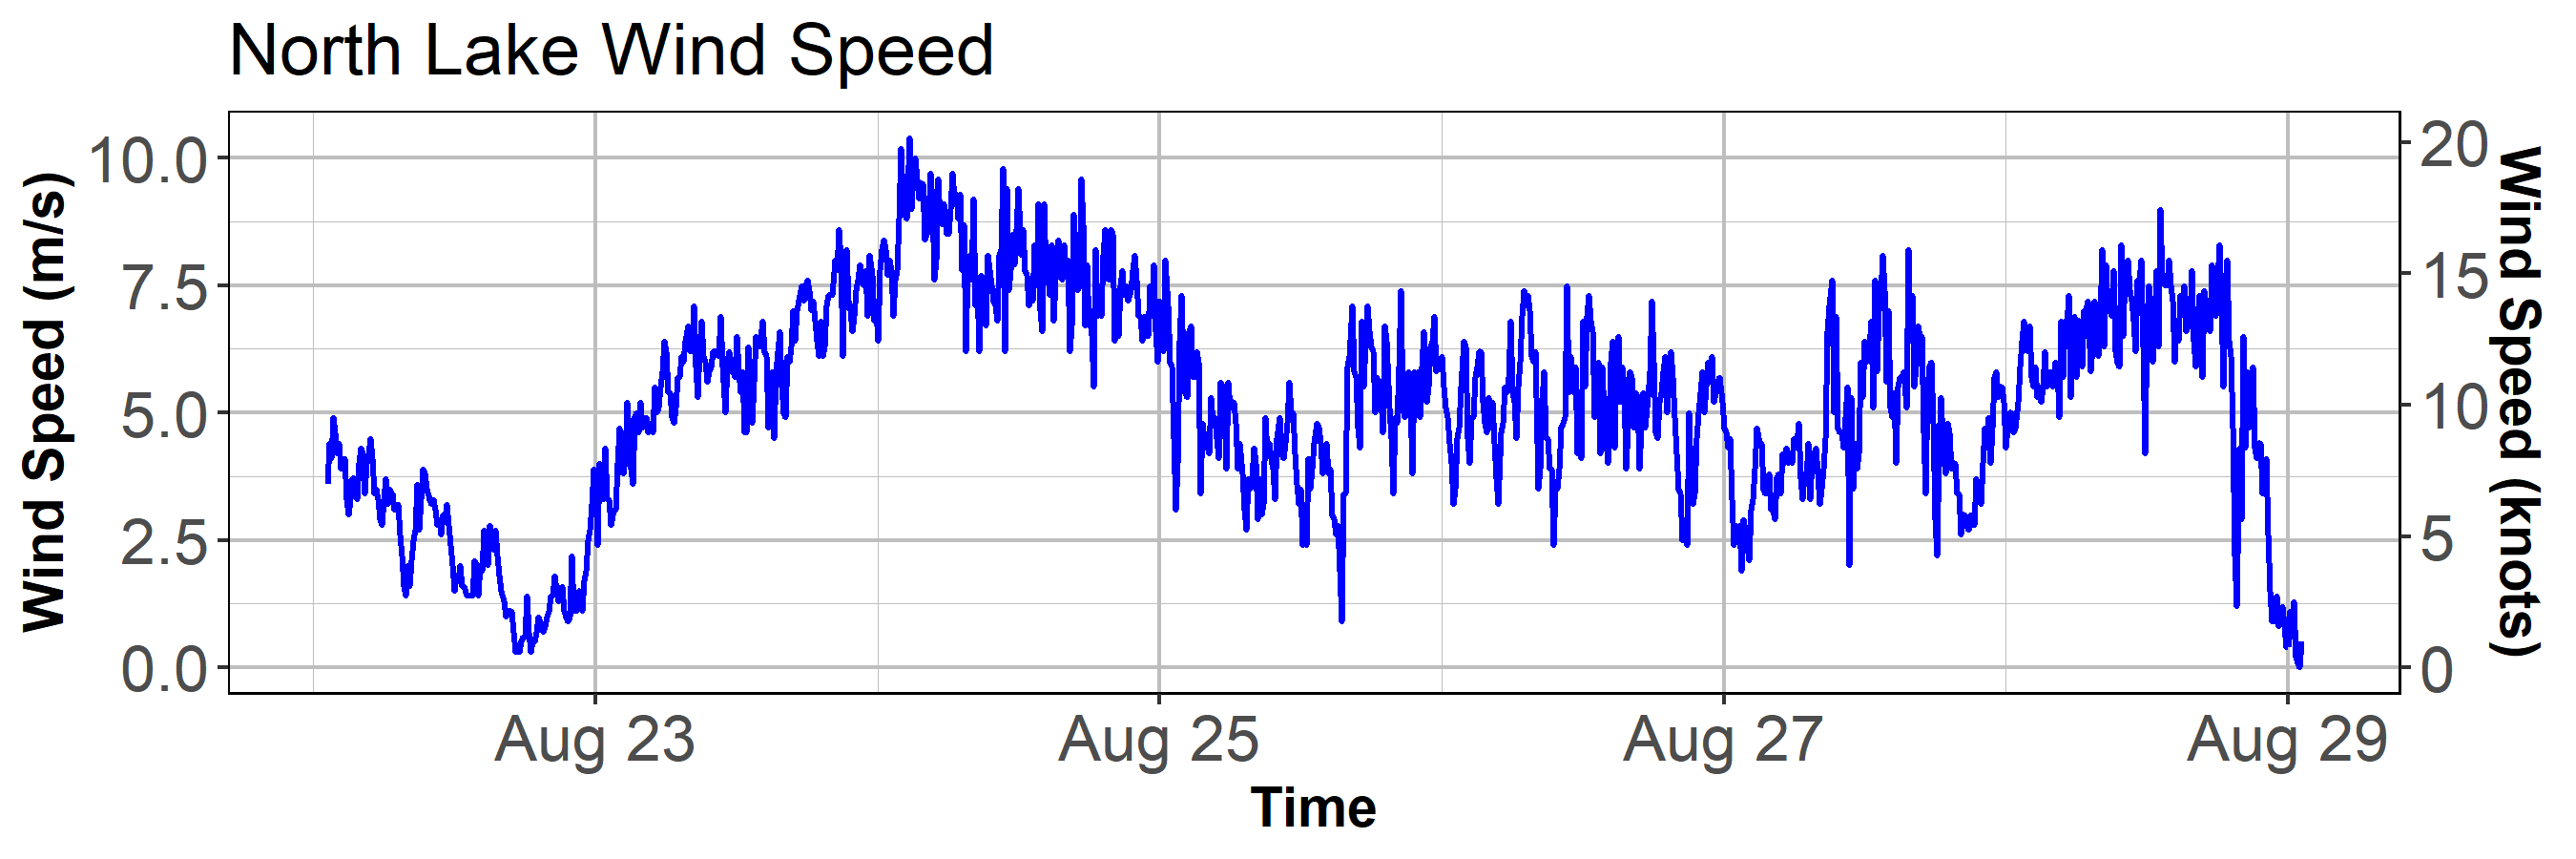 North Lake Wind Speed
Wind Speed (m/s)
10.0
7.5
5.0
2.5
0.0
20
15
10
5
0
Wind Speed (knots)
Aug 23
Aug 25
Aug 27
Aug 29
Time